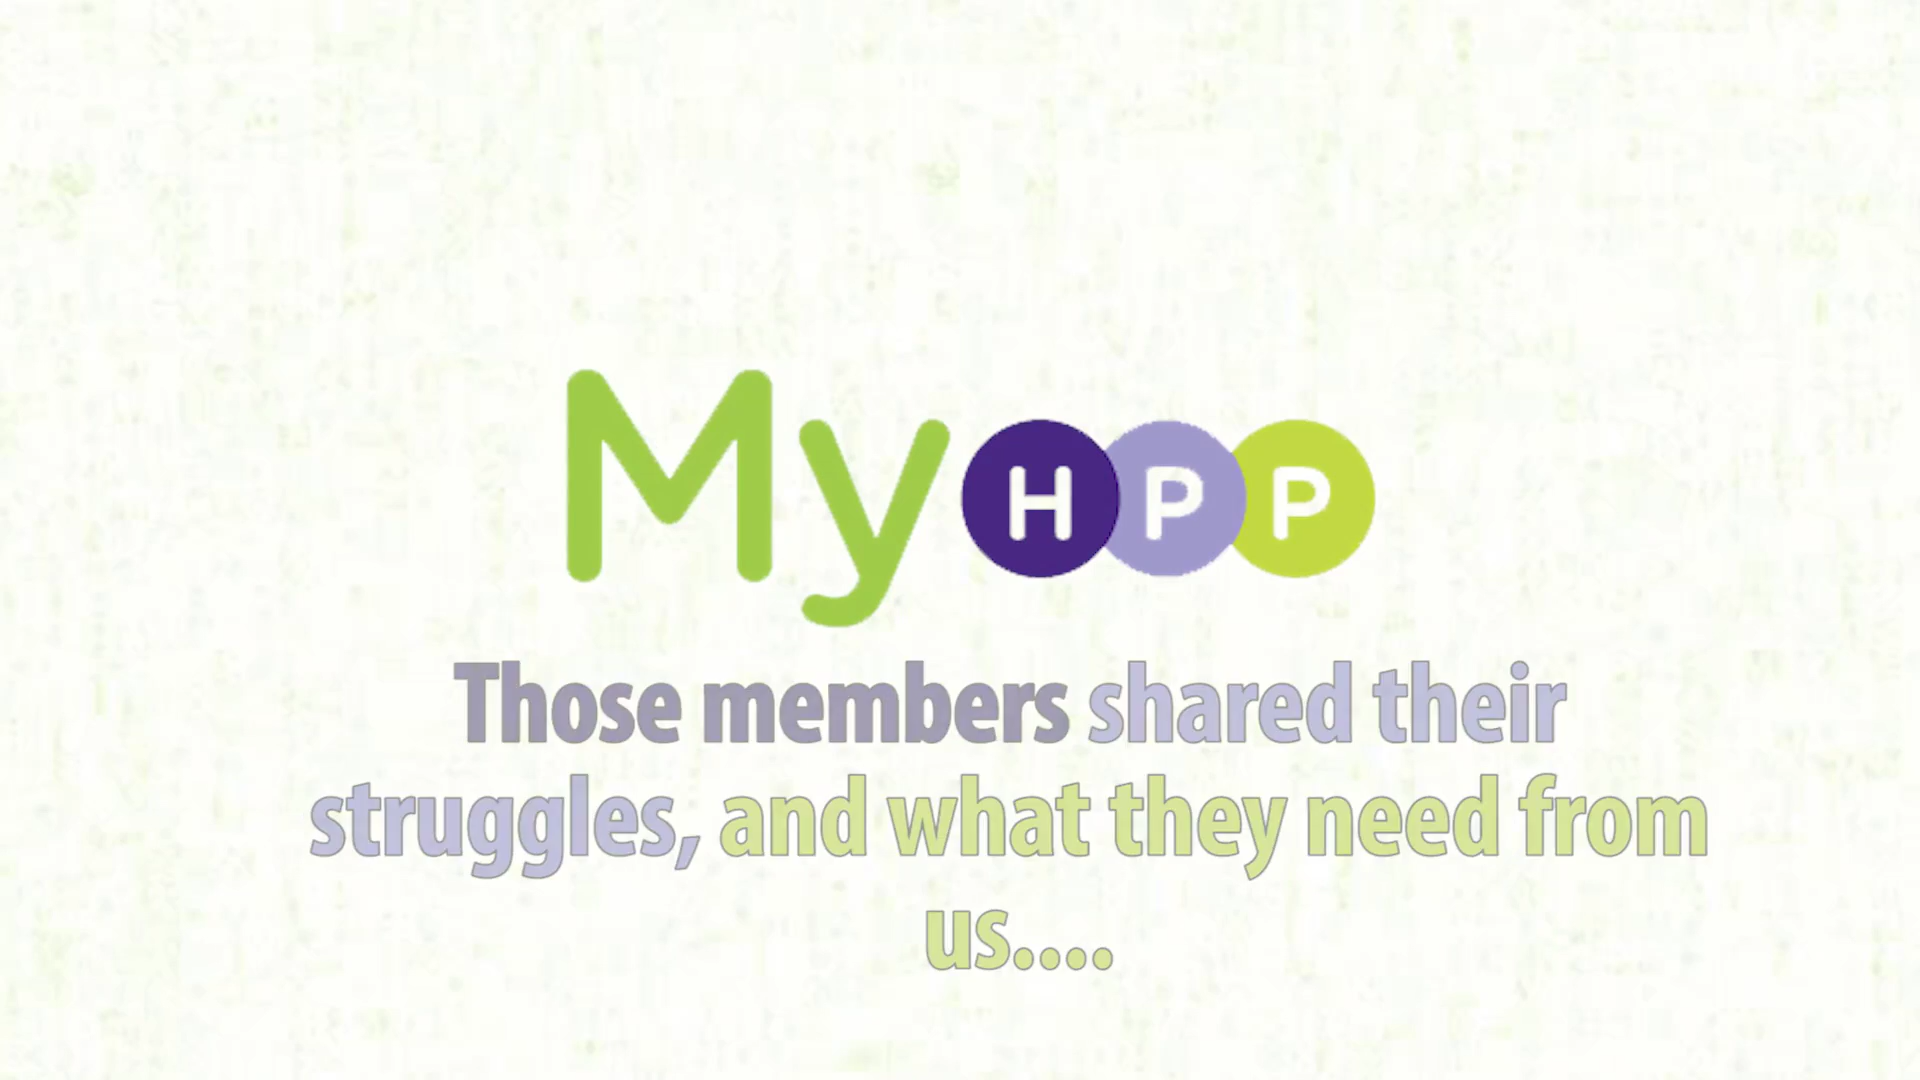 My HPP
Those members shared their
struggles, and what they need from
us....